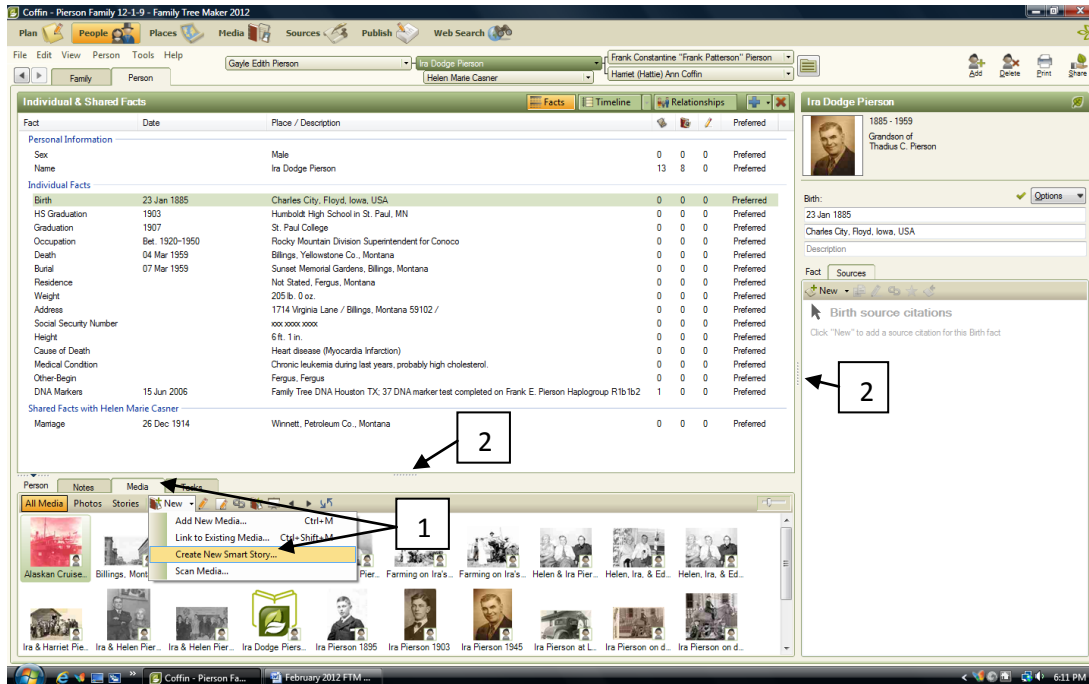 Coffin - Pierson Family 12-1-9 - Family Tree Maker 2012
Plan People Places Media Sources Publish Web Search
File Edit View Person Tools Help
Gayle Edith Pierson
Ira Dodge Pierson
Helen Marie Casner
Frank Constantine "Frank Patterson" Pierson
Harriet (Hattie) Ann Coffin
Add Delete Print Share
Family Person
Individual & Shared Facts Facts Timeline Relationships
Fact Date Place / Description Preferred
Personal Information
Sex Male 0 0 0 Preferred
Name Ira Dodge Pierson 13 8 0 Preferred
Individual Facts
Birth 23 Jan 1885 Charles City, Floyd, Iowa, USA 0 0 0 Preferred
HS Graduation 1903 Humboldt High School in St. Paul, MN 0 0 0 Preferred
Graduation 1907 St. Paul College 0 0 0 Preferred
Occupation Bet. 1920-1950 Rocky Mountain Division Superintendent for Conoco 0 0 0 Preferred
Death 04 Mar 1959 Billings, Yellowstone Co., Montana 0 0 0 Preferred
Burial 07 Mar 1959 Sunset Memorial Gardens, Billings, Montana 0 0 0 Preferred
Residence Not Stated, Fergus, Montana 0 0 0 Preferred
Weight 205 lb. 0 oz. 0 0 0 Preferred
Address 1714 Virginia Lane / Billings, Montana 59102 / 0 0 0 Preferred
Social Security Number xxx xxxx xxxx 0 0 0 Preferred
Height 6 ft. 1 in. 0 0 0 Preferred
Cause of Death Heart disease (Myocardia Infarction) 0 0 0 Preferred
Medical Condition Chronic leukemia during last years, probably high cholesterol. 0 0 0 Preferred
Other-Begin Fergus, Fergus 0 0 0 Preferred
DNA Markers 15 Jun 2006 Family Tree DNA Houston TX; 37 DNA marker test completed on Frank E. Pierson Haplogroup R1b1b2 1 0 0 Preferred
Shared Facts with Helen Marie Casner
Marriage 26 Dec 1914 Winnett, Petroleum Co., Montana 0 0 0 Preferred
2
Ira Dodge Pierson
1885 - 1959
Grandson of
Thadius C. Pierson
Birth: Options
23 Jan 1885
Charles City, Floyd, Iowa, USA
Description
Fact Sources
New
Birth source citations
Click "New" to add a source citation for this Birth fact
2
Person Notes Media Tasks
All Media Photos Stories New
Add New Media... Ctrl+M
Link to Existing Media... Ctrl+Shift+M
Create New Smart Story...
Scan Media...
1
Alaskan Cruise... Billings, Mont Pier... Farming on Ira's... Farming on Ira's... Helen & Ira Pier... Helen, Ira, & Ed... Helen, Ira, & Ed...
Ira & Harriet Pie... Ira & Helen Pier... Ira & Helen Pier... Ira Dodge Piers... Ira Pierson 1895 Ira Pierson 1903 Ira Pierson 1945 Ira Pierson at L... Ira Pierson on d... Ira Pierson on d...
Coffin - Pierson Fa... February 2012 FTM ... 6:11 PM